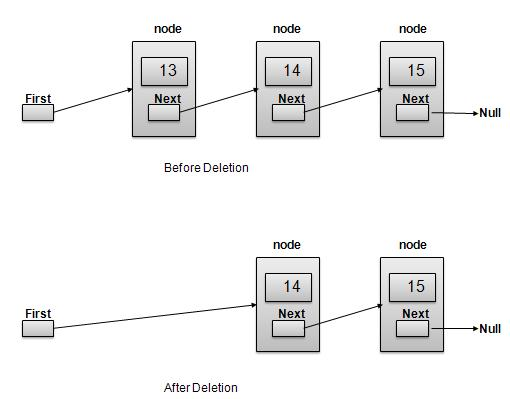 node node node
13 14 15
First Next Next Next
Null
Before Deletion
node node
14 15
First Next Next
Null
After Deletion